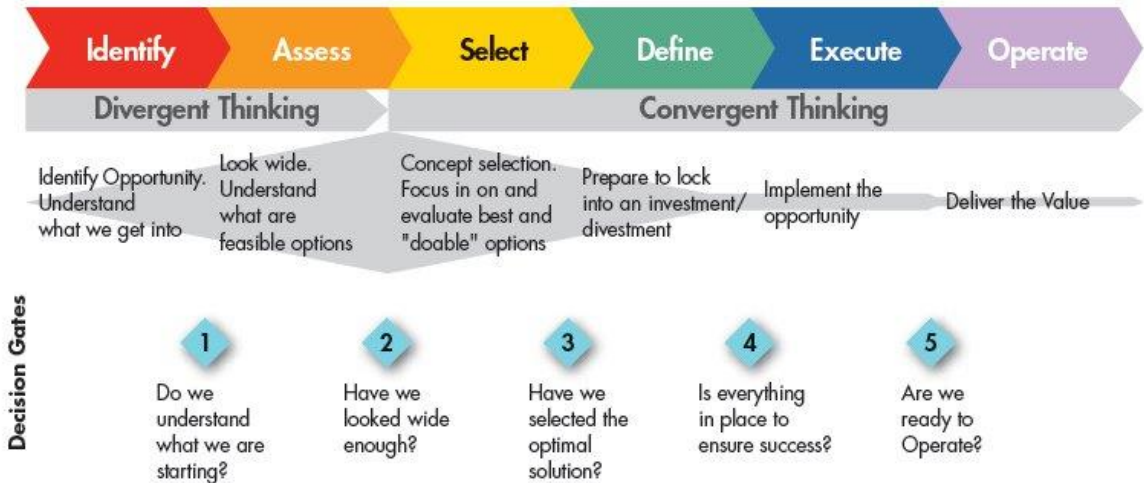 Identify
Assess
Select
Define
Execute
Operate
Divergent Thinking
Convergent Thinking
Identify Opportunity.
Understand
what we get into
Look wide.
Understand
what are
feasible options
Concept selection.
Focus in on and
evaluate best and
"doable" options
Prepare to lock
into an investment/
divestment
Implement the
opportunity
Deliver the Value
Decision Gates
1
Do we
understand
what we are
starting?
2
Have we
looked wide
enough?
3
Have we
selected the
optimal
solution?
4
Is everything
in place to
ensure success?
5
Are we
ready to
Operate?